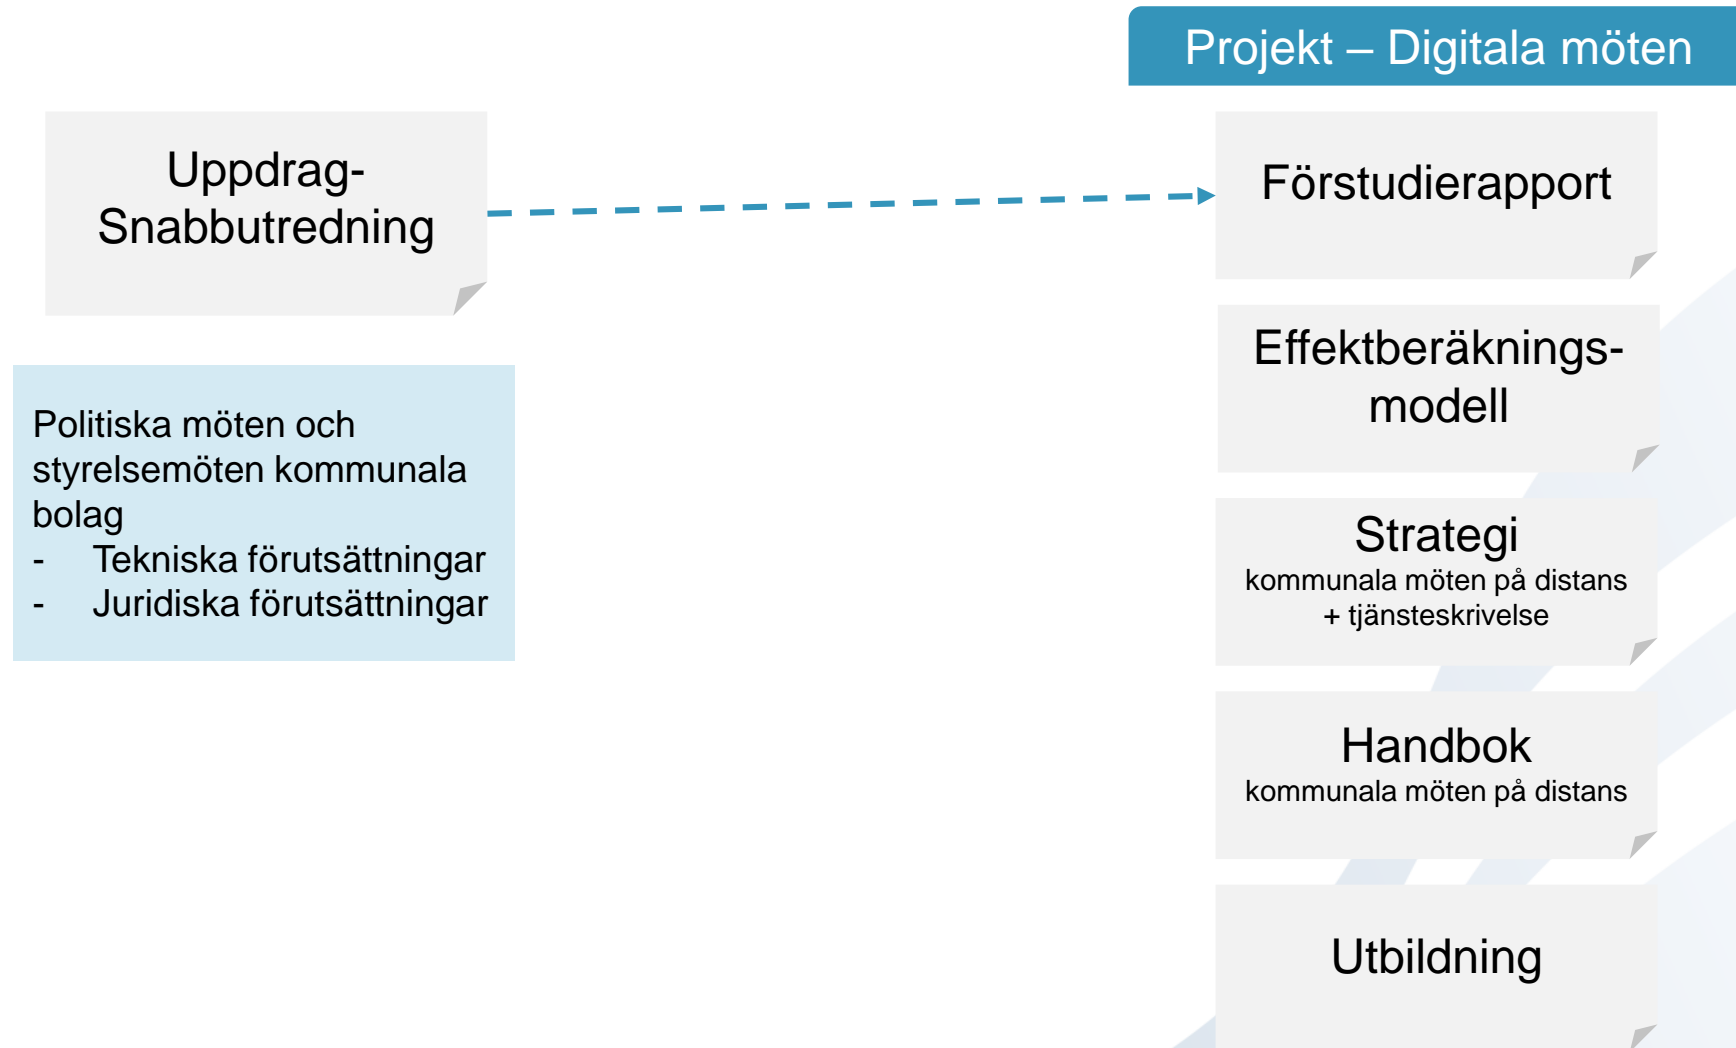 Projekt – Digitala möten
Uppdrag-
Snabbutredning
Politiska möten och
styrelsemöten kommunala
bolag
- Tekniska förutsättningar
- Juridiska förutsättningar
Förstudierapport
Effektberäknings-
modell
Strategi
kommunala möten på distans
+ tjänsteskrivelse
Handbok
kommunala möten på distans
Utbildning